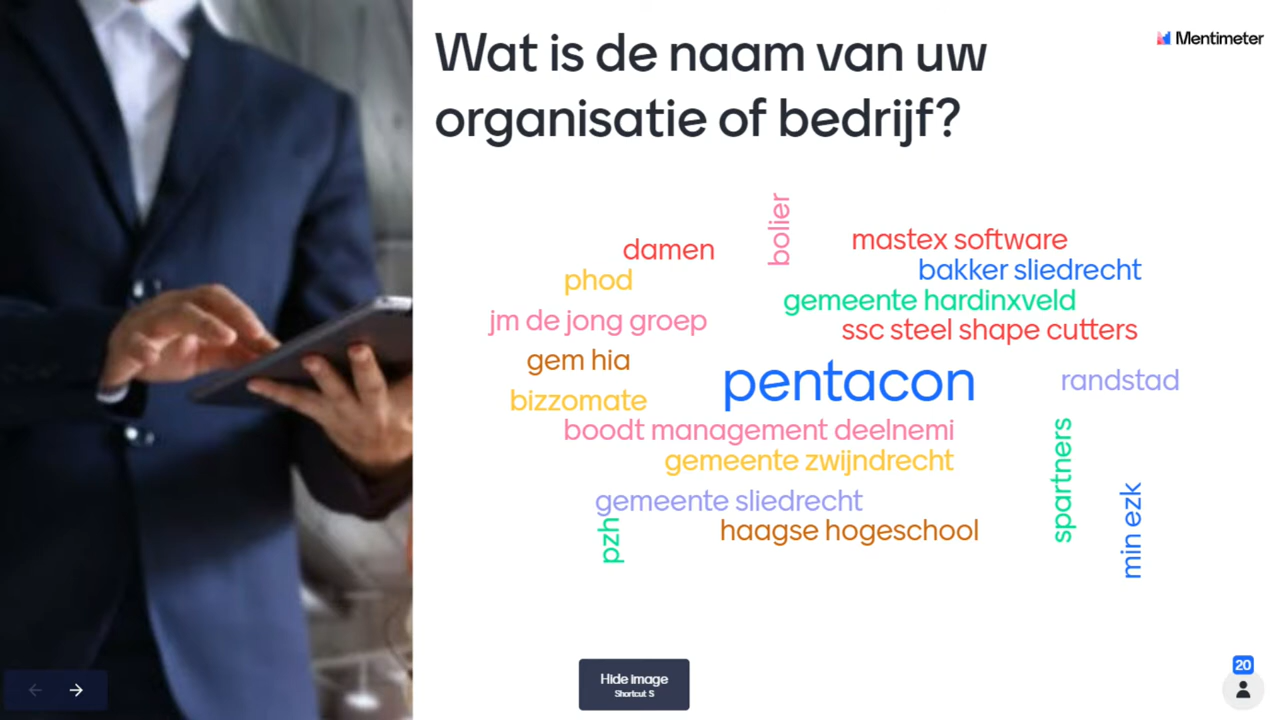 Wat is de naam van uw
organisatie of bedrijf?
Mentimeter
bolier
damen
mastex software
phod
bakker sliedrecht
gemeente hardinxveld
jm de jong groep
ssc steel shape cutters
gem hia
pentacon
randstad
bizzomate
boodt management deelnemi
spartners
gemeente zwijndrecht
min ezk
gemeente sliedrecht
pzh
haagse hogeschool
Hide image
Shortcut S
20